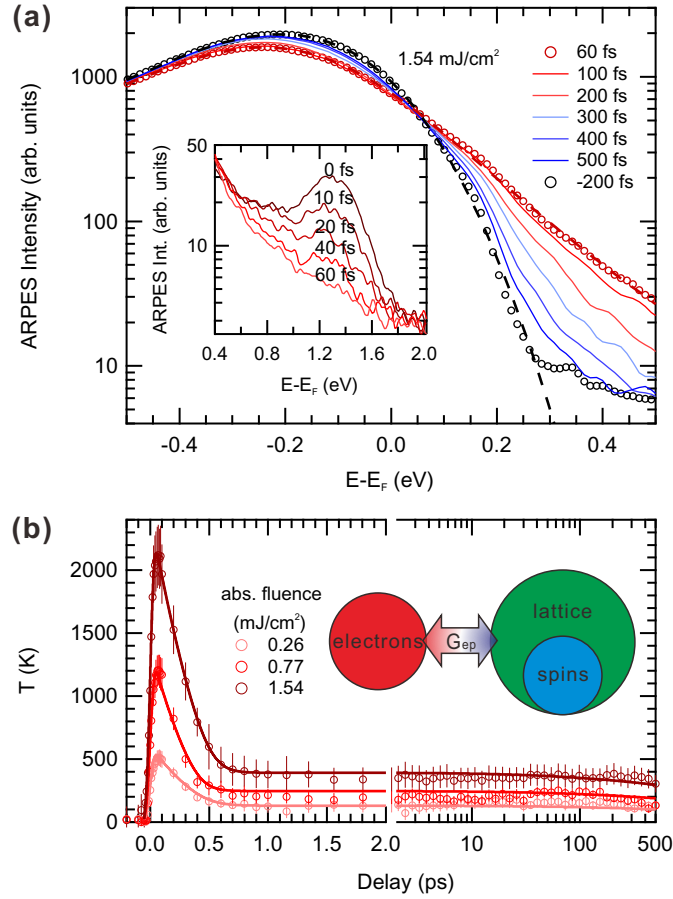 (a)
1.54 mJ/cm²
60 fs
100 fs
200 fs
300 fs
400 fs
500 fs
-200 fs
1000
100
10
ARPES Intensity (arb. units)
50
10
ARPES Int. (arb. units)
0 fs
10 fs
20 fs
40 fs
60 fs
0.4 0.8 1.2 1.6 2.0
E-E_F (eV)
-0.4 -0.2 0.0 0.2 0.4
E-E_F (eV)
(b)
2000
1500
1000
500
0
T (K)
abs. fluence
(mJ/cm²)
0.26
0.77
1.54
electrons
G_ep
lattice
spins
0.0 0.5 1.0 1.5 2.0 10 100 500
Delay (ps)